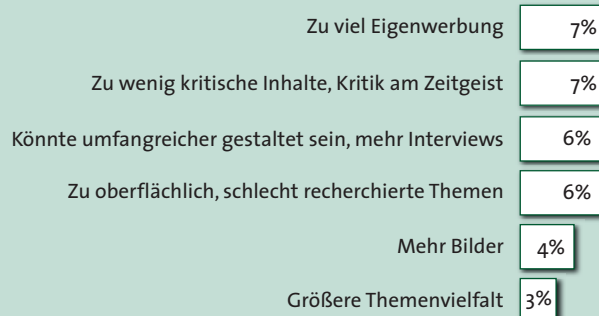 Zu viel Eigenwerbung 7%
Zu wenig kritische Inhalte, Kritik am Zeitgeist 7%
Könnte umfangreicher gestaltet sein, mehr Interviews 6%
Zu oberflächlich, schlecht recherchierte Themen 6%
Mehr Bilder 4%
Größere Themenvielfalt 3%